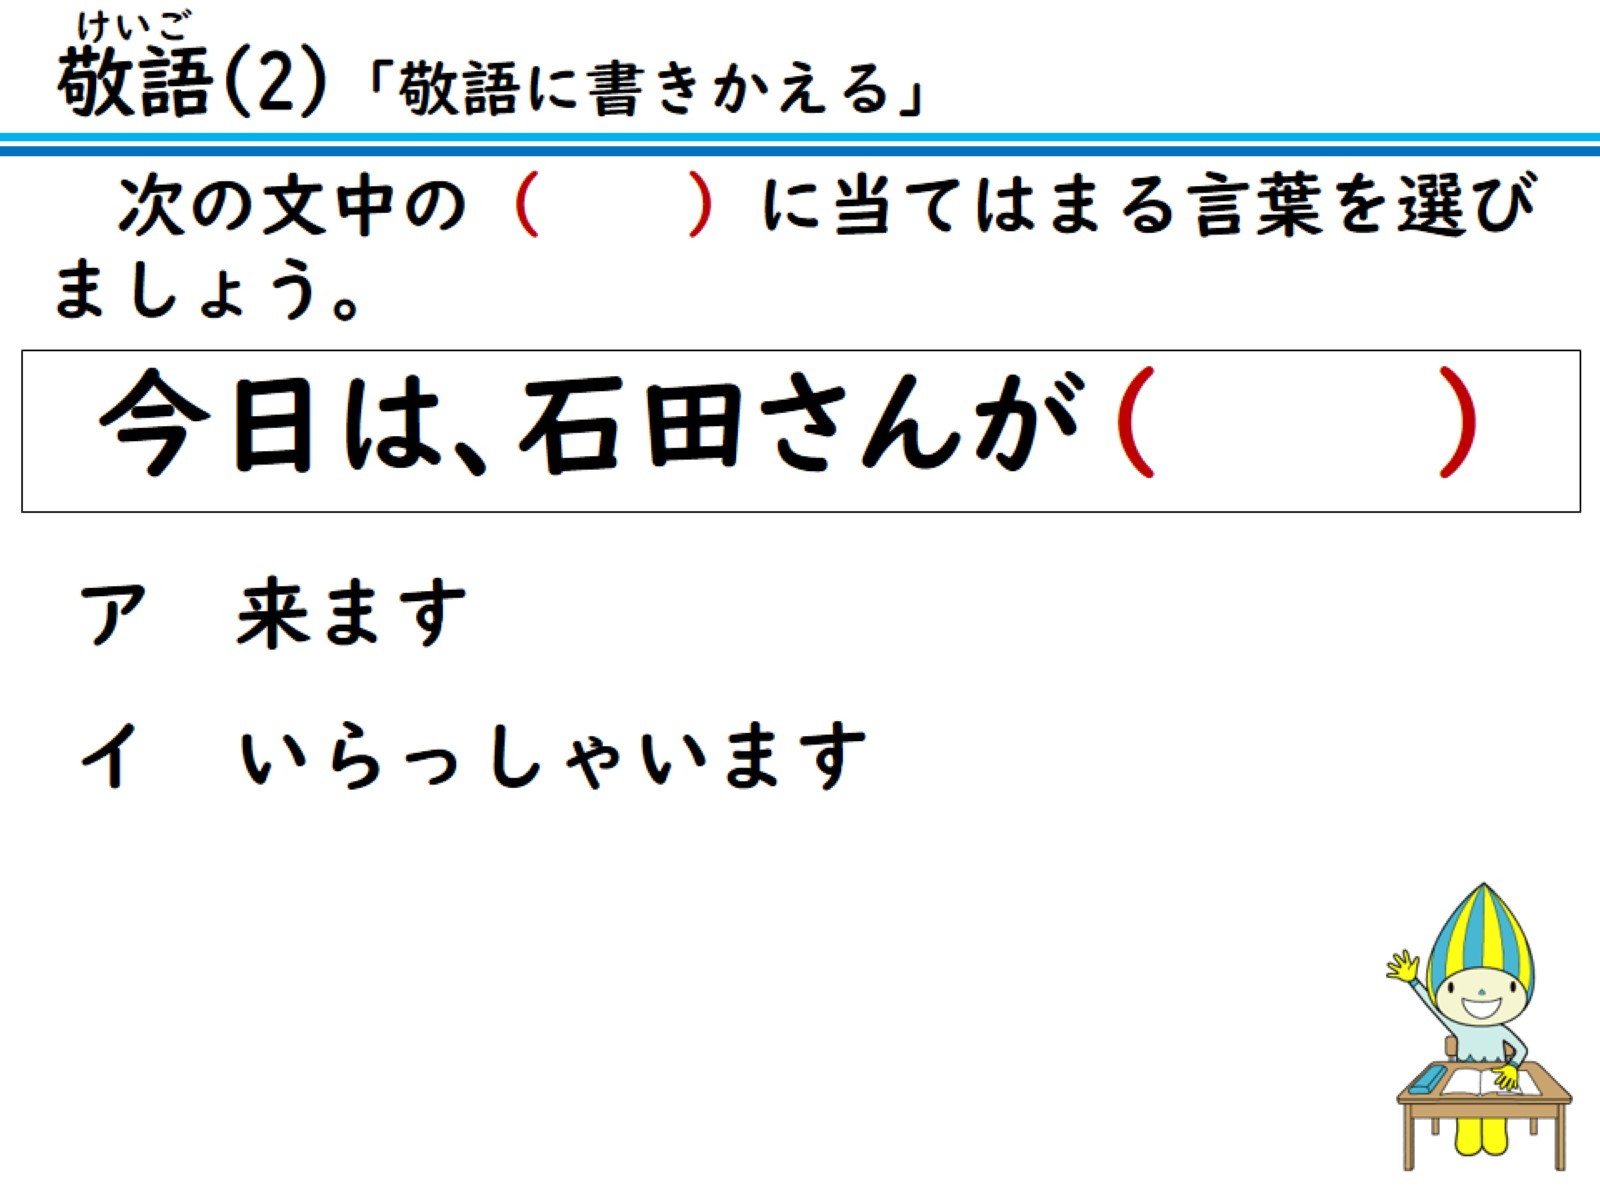 けいご
敬語(2)「敬語に書きかえる」
次の文中の（　　）に当てはまる言葉を選び
ましょう。
今日は、石田さんが（　　　）
ア　来ます
イ　いらっしゃいます